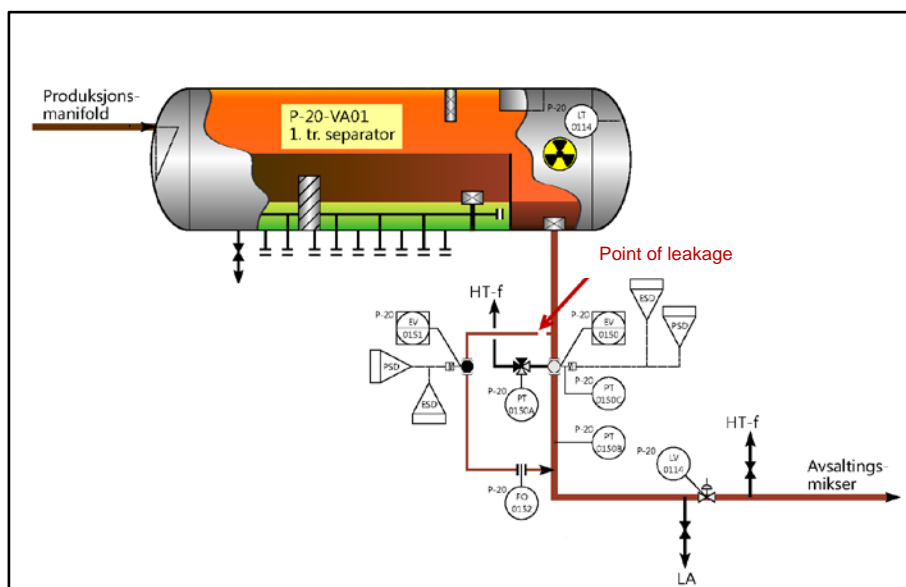 Produksjons-
manifold
P-20-VA01
1. tr. separator
P-20
LT
0114
Point of leakage
HT-f
P-20
EV
0151
P-20
EV
0150
ESD
PSD
PSD
ESD
P-20
PT
0150A
P-20
PT
0150C
P-20
PT
0150B
HT-f
P-20
LV
0114
Avsaltings-
mikser
P-20
FO
0152
LA